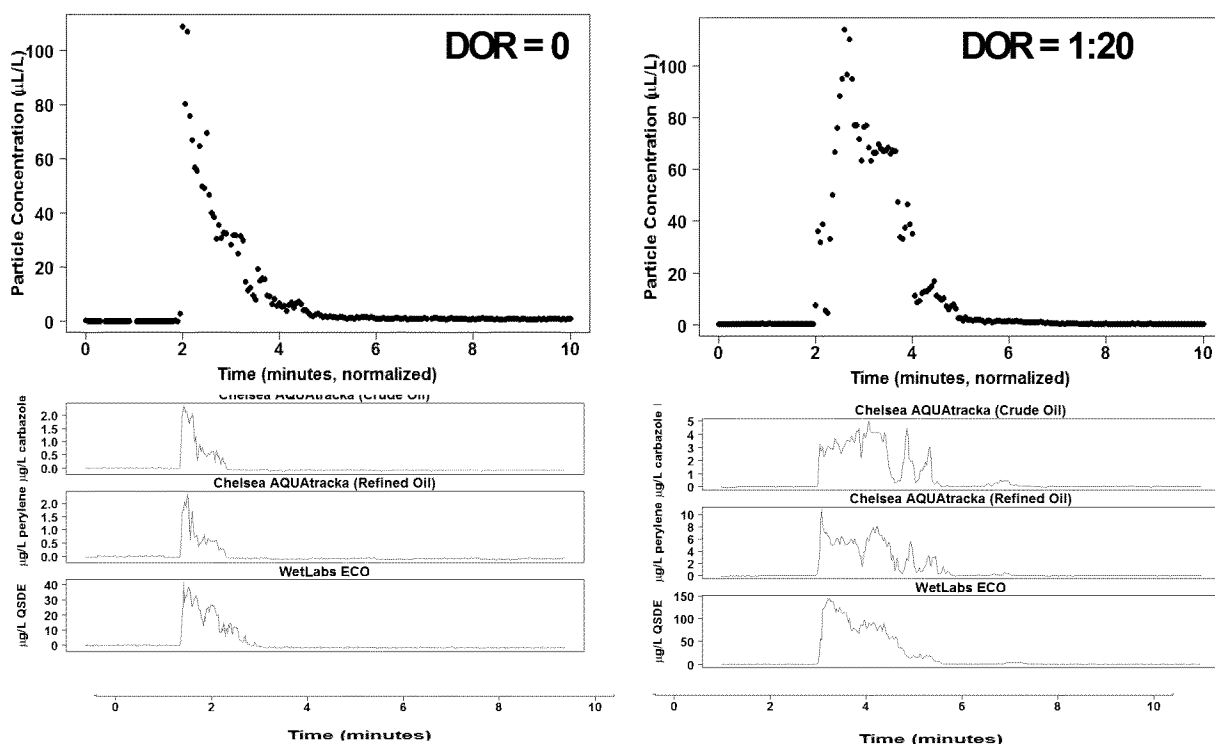 DOR = 0
Particle Concentration (µL/L)
100
80
60
40
20
0
0 2 4 6 8 10
Time (minutes, normalized)
Chelsea AQUAtracka (Crude Oil)
µg/L carbazole
2.0
1.5
1.0
0.5
0.0
Chelsea AQUAtracka (Refined Oil)
µg/L perylene
2.0
1.5
1.0
0.5
0.0
WetLabs ECO
µg/L QSDE
40
30
20
10
0
0 2 4 6 8 10
Time (minutes)
DOR = 1:20
Particle Concentration (µL/L)
100
80
60
40
20
0
0 2 4 6 8 10
Time (minutes, normalized)
Chelsea AQUAtracka (Crude Oil)
µg/L carbazole
5
4
3
2
1
0
Chelsea AQUAtracka (Refined Oil)
µg/L perylene
10
8
6
4
2
0
WetLabs ECO
µg/L QSDE
150
100
50
0
0 2 4 6 8 10
Time (minutes)